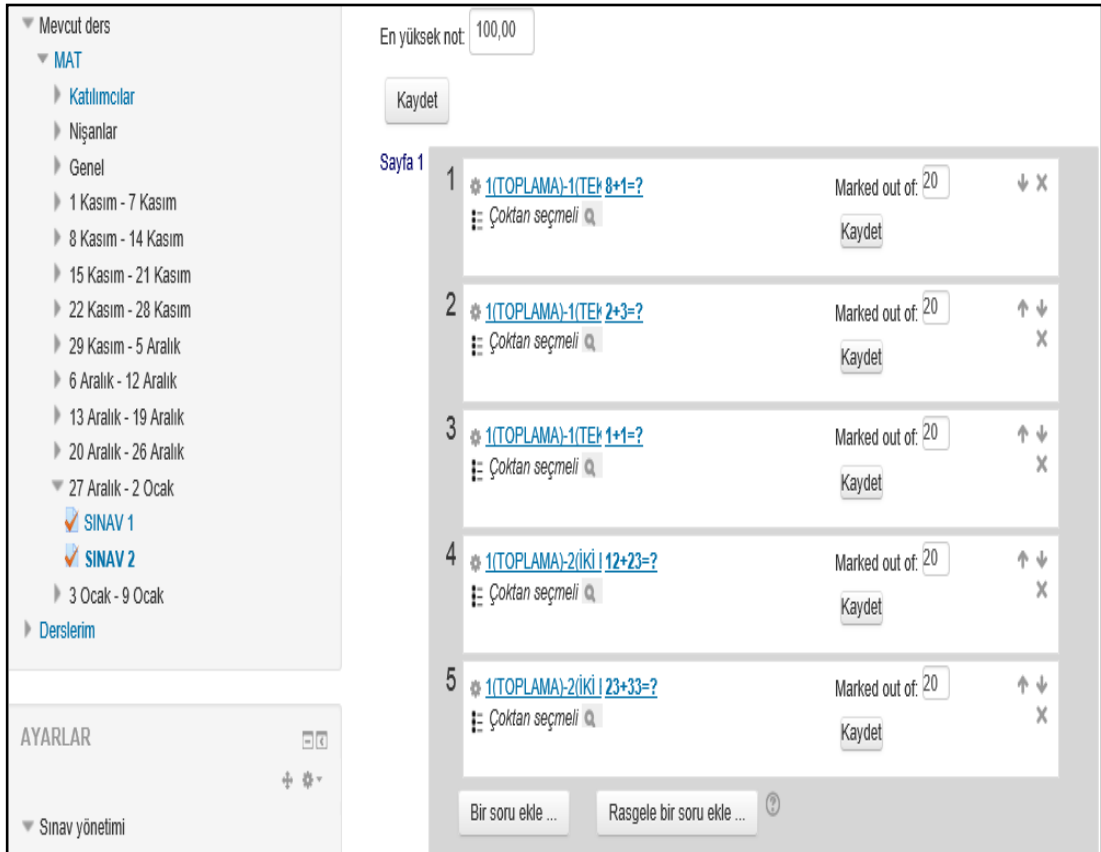 Mevcut ders
MAT
Katılımcılar
Nişanlar
Genel
1 Kasım - 7 Kasım
8 Kasım - 14 Kasım
15 Kasım - 21 Kasım
22 Kasım - 28 Kasım
29 Kasım - 5 Aralık
6 Aralık - 12 Aralık
13 Aralık - 19 Aralık
20 Aralık - 26 Aralık
27 Aralık - 2 Ocak
SINAV 1
SINAV 2
3 Ocak - 9 Ocak
Derslerim
AYARLAR
Sınav yönetimi
En yüksek not: 100,00
Kaydet
Sayfa 1
1 1(TOPLAMA)-1(TEK 8+1=? Marked out of: 20
Çoktan seçmeli
Kaydet
2 1(TOPLAMA)-1(TEK 2+3=? Marked out of: 20
Çoktan seçmeli
Kaydet
3 1(TOPLAMA)-1(TEK 1+1=? Marked out of: 20
Çoktan seçmeli
Kaydet
4 1(TOPLAMA)-2(İKİ 12+23=? Marked out of: 20
Çoktan seçmeli
Kaydet
5 1(TOPLAMA)-2(İKİ 23+33=? Marked out of: 20
Çoktan seçmeli
Kaydet
Bir soru ekle ... Rasgele bir soru ekle ...